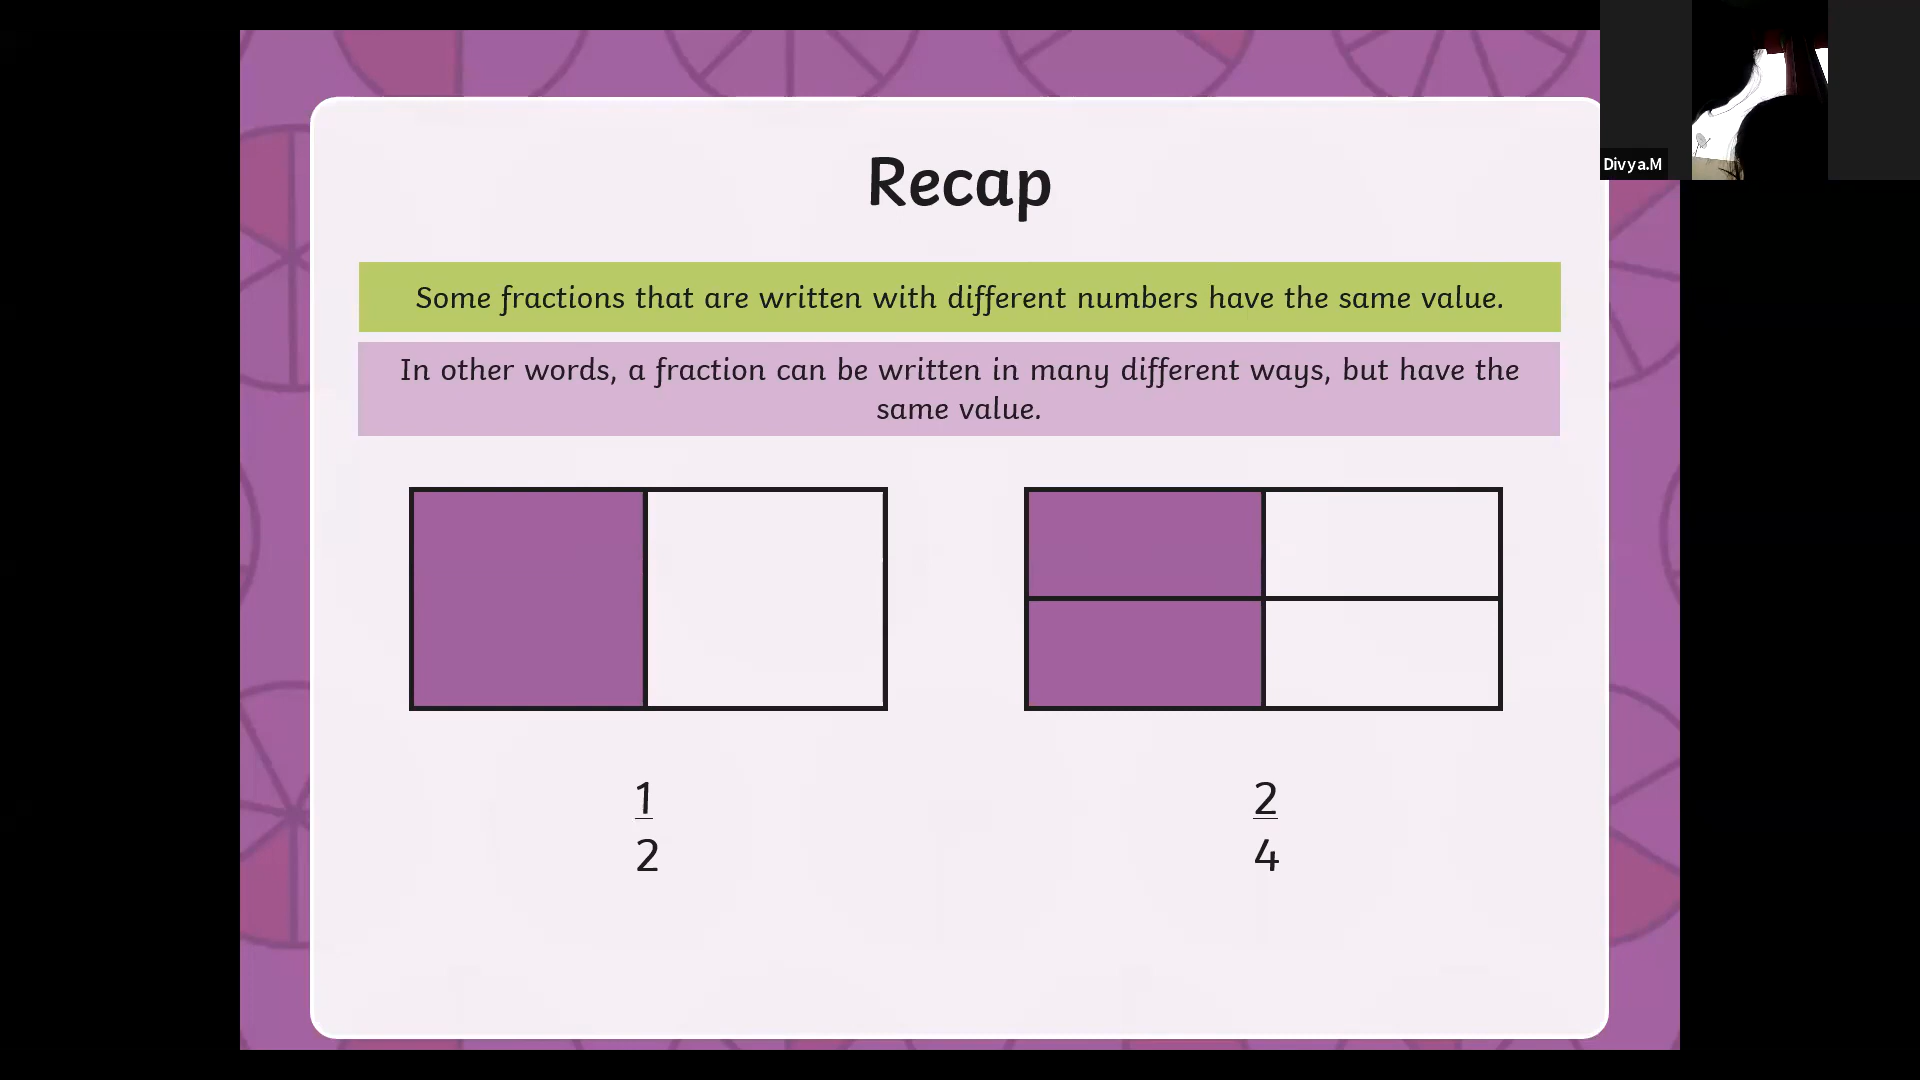 Recap
Some fractions that are written with different numbers have the same value.
In other words, a fraction can be written in many different ways, but have the
same value.
1
2
2
4
Divya.M